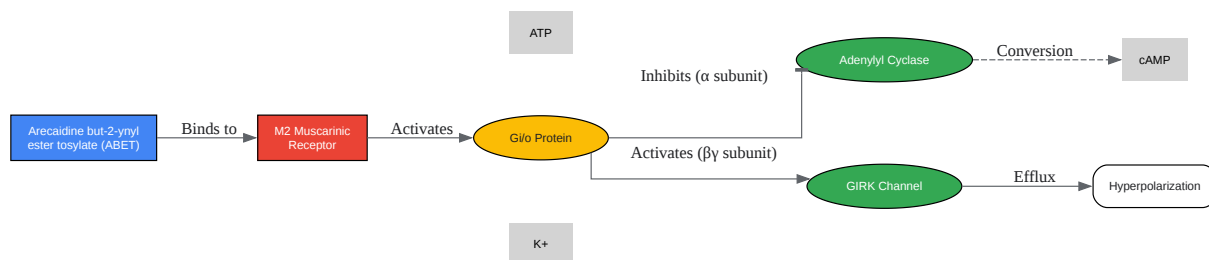 ATP
Adenylyl Cyclase
Conversion
cAMP
Inhibits (α subunit)
Arecaidine but-2-ynyl
ester tosylate (ABET)
Binds to
M2 Muscarinic
Receptor
Activates
Gi/o Protein
Activates (βγ subunit)
GIRK Channel
Efflux
Hyperpolarization
K+